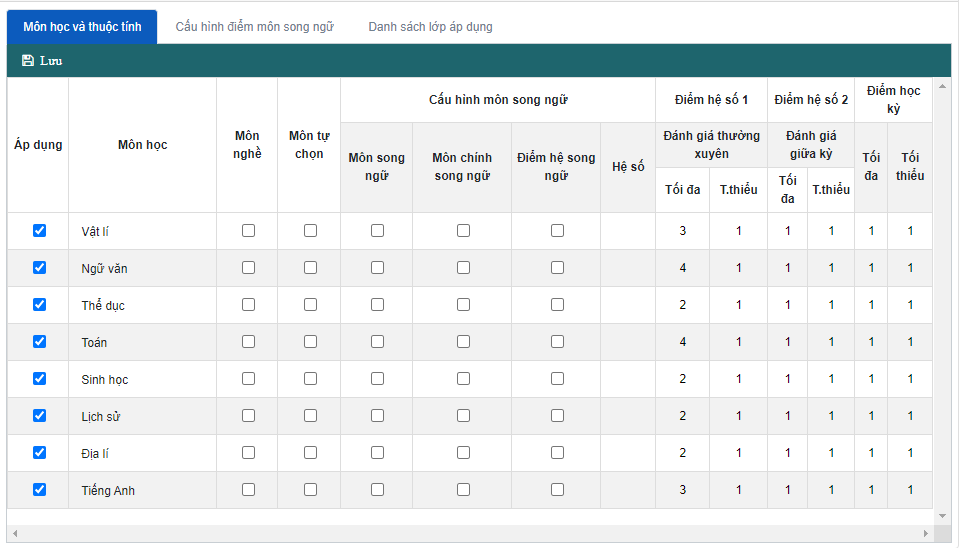 Môn học và thuộc tính Cấu hình điểm môn song ngữ Danh sách lớp áp dụng
Lưu
Áp dụng Môn học Môn nghề Môn tự chọn Cấu hình môn song ngữ Điểm hệ số 1 Điểm hệ số 2 Điểm học kỳ
Môn song ngữ Môn chính song ngữ Điểm hệ song ngữ Hệ số Đánh giá thường xuyên Đánh giá giữa kỳ Tối đa Tối thiểu
Tối đa T.thiểu Tối đa T.thiểu
Vật lí 3 1 1 1 1 1
Ngữ văn 4 1 1 1 1 1
Thể dục 2 1 1 1 1 1
Toán 4 1 1 1 1 1
Sinh học 2 1 1 1 1 1
Lịch sử 2 1 1 1 1 1
Địa lí 2 1 1 1 1 1
Tiếng Anh 3 1 1 1 1 1